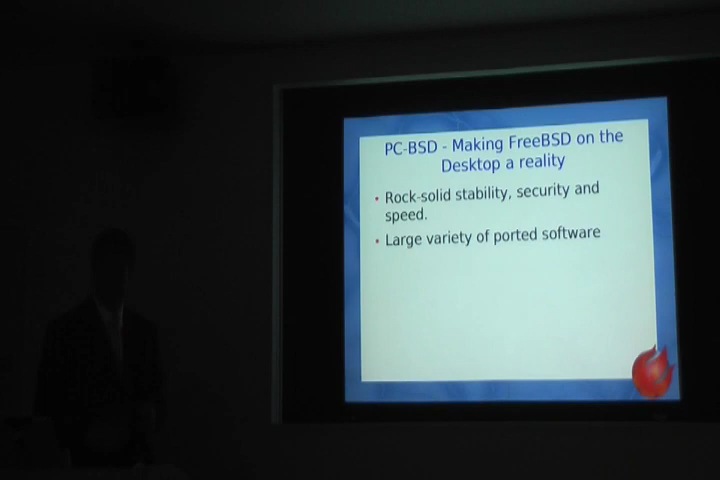 PC-BSD - Making FreeBSD on the
Desktop a reality
• Rock-solid stability, security and
speed.
• Large variety of ported software